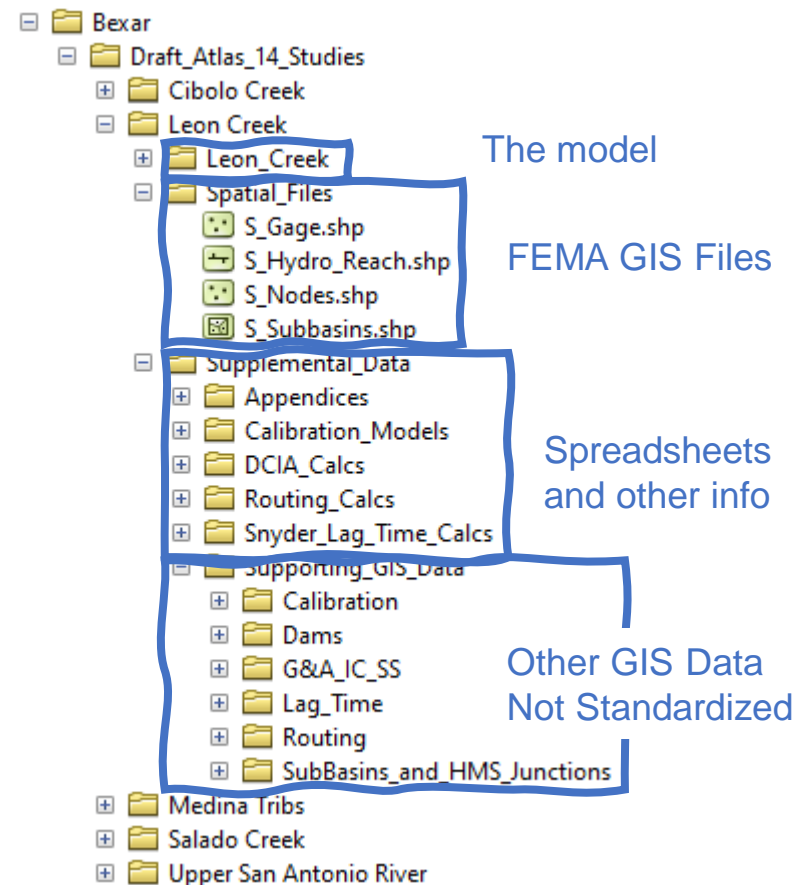 Bexar
Draft_Atlas_14_Studies
Cibolo Creek
Leon Creek
Leon_Creek
The model
Spatial_Files
S_Gage.shp
S_Hydro_Reach.shp
FEMA GIS Files
S_Nodes.shp
S_Subbasins.shp
Supplemental_Data
Appendices
Calibration_Models
DCIA_Calcs
Routing_Calcs
Snyder_Lag_Time_Calcs
Spreadsheets
and other info
Supporting_GIS_Data
Calibration
Dams
G&A_IC_SS
Lag_Time
Routing
SubBasins_and_HMS_Junctions
Other GIS Data
Not Standardized
Medina Tribs
Salado Creek
Upper San Antonio River